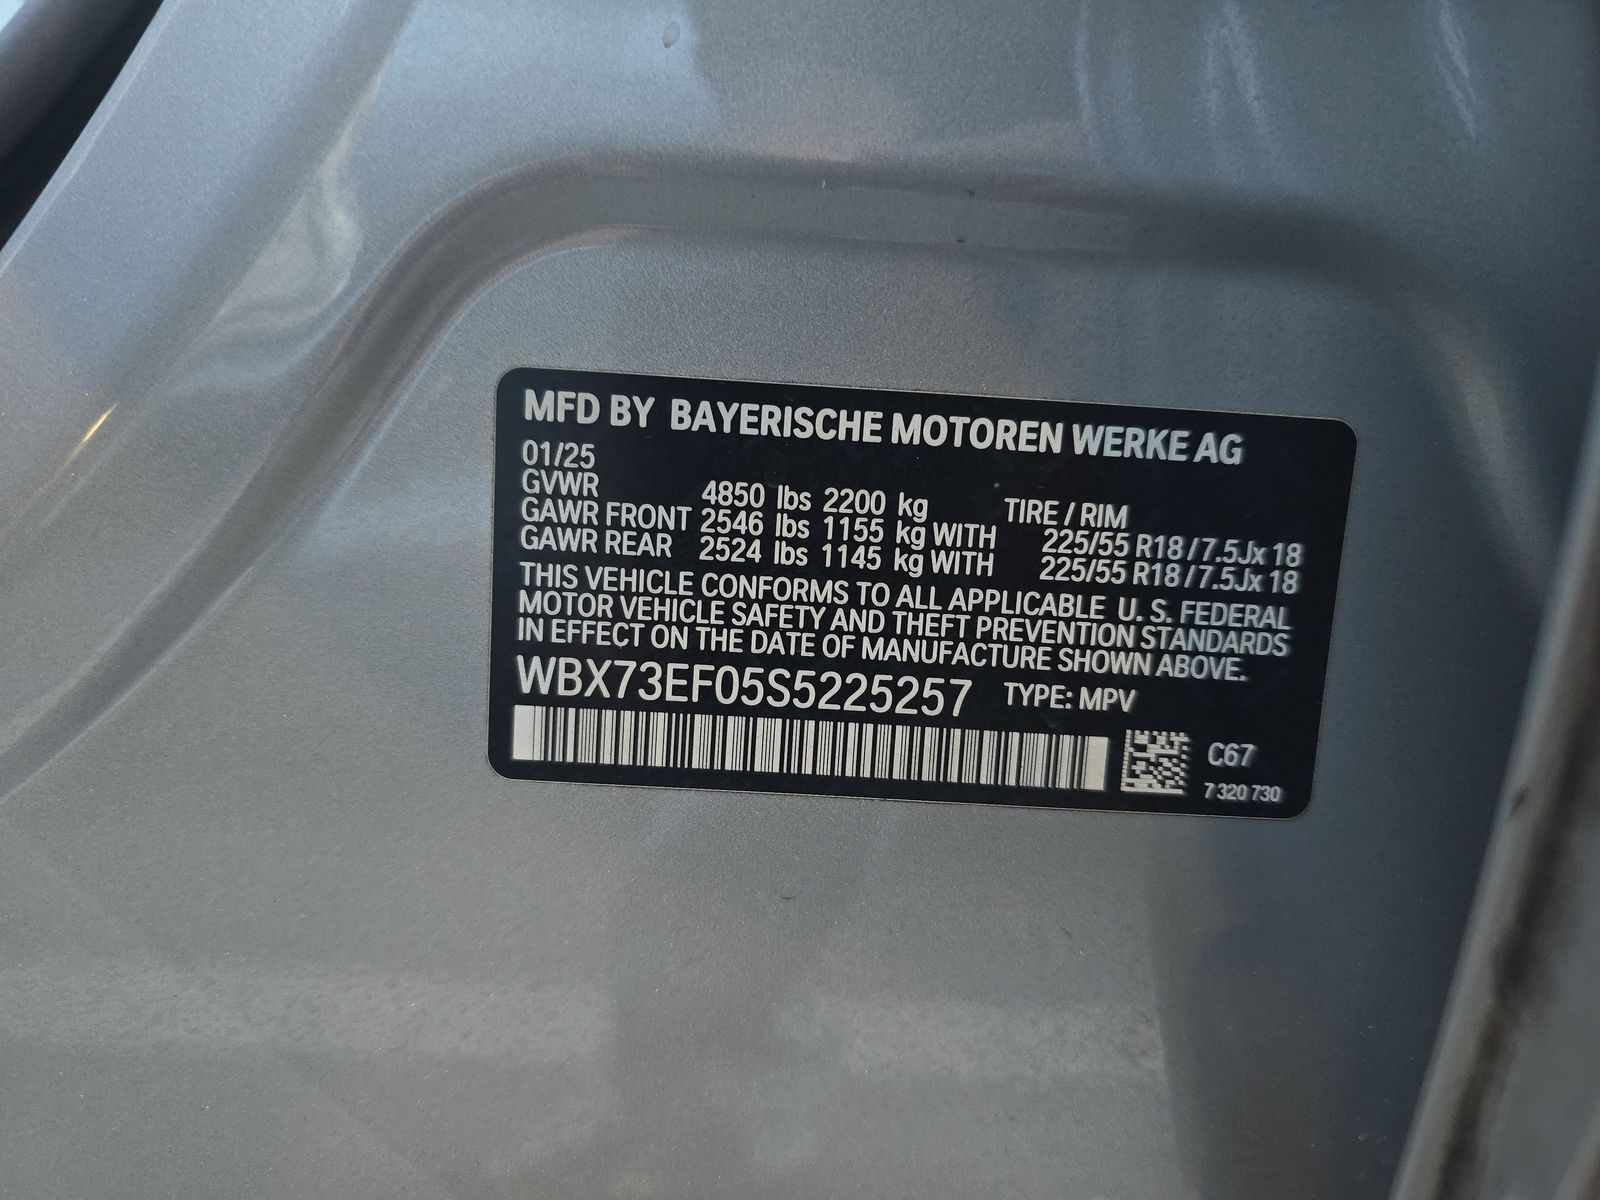 MFD BY BAYERISCHE MOTOREN WERKE AG
01/25
GVWR 4850 lbs 2200 kg TIRE / RIM
GAWR FRONT 2546 lbs 1155 kg WITH 225/55 R18 / 7.5Jx 18
GAWR REAR 2524 lbs 1145 kg WITH 225/55 R18 / 7.5Jx 18
THIS VEHICLE CONFORMS TO ALL APPLICABLE U. S. FEDERAL
MOTOR VEHICLE SAFETY AND THEFT PREVENTION STANDARDS
IN EFFECT ON THE DATE OF MANUFACTURE SHOWN ABOVE.
WBX73EF05S5225257 TYPE: MPV
C67
7 320 730